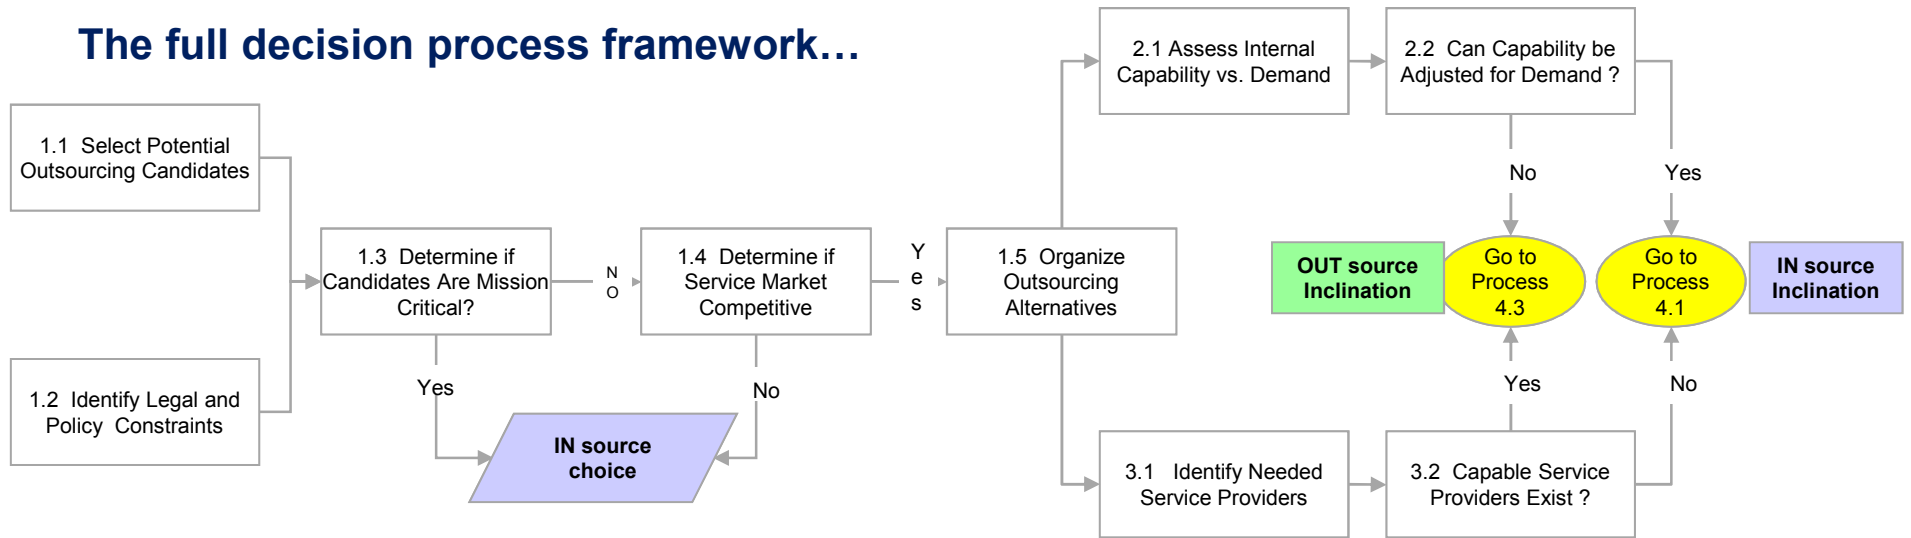 The full decision process framework…
1.1 Select Potential
Outsourcing Candidates
1.2 Identify Legal and
Policy Constraints
1.3 Determine if
Candidates Are Mission
Critical?
N
O
Yes
1.4 Determine if
Service Market
Competitive
No
IN source
choice
Y
e
s
1.5 Organize
Outsourcing
Alternatives
2.1 Assess Internal
Capability vs. Demand
2.2 Can Capability be
Adjusted for Demand ?
No
Yes
OUT source
Inclination
Go to
Process
4.3
Go to
Process
4.1
IN source
Inclination
Yes
No
3.1 Identify Needed
Service Providers
3.2 Capable Service
Providers Exist ?